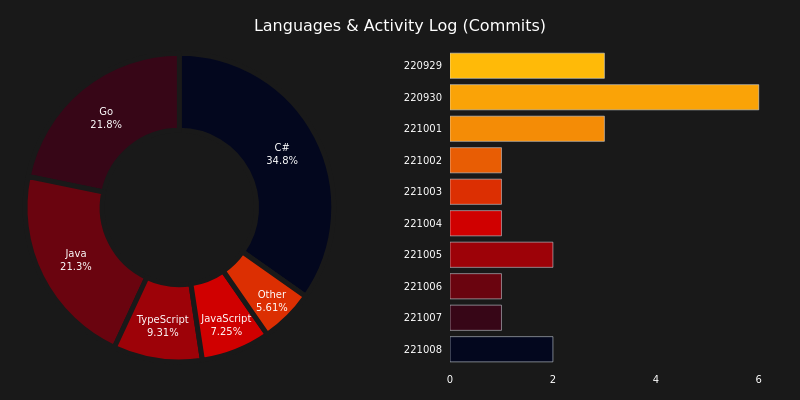 Languages & Activity Log (Commits)
Go
21.8%
C#
34.8%
Java
21.3%
TypeScript
9.31%
JavaScript
7.25%
Other
5.61%
220929
220930
221001
221002
221003
221004
221005
221006
221007
221008
0
2
4
6